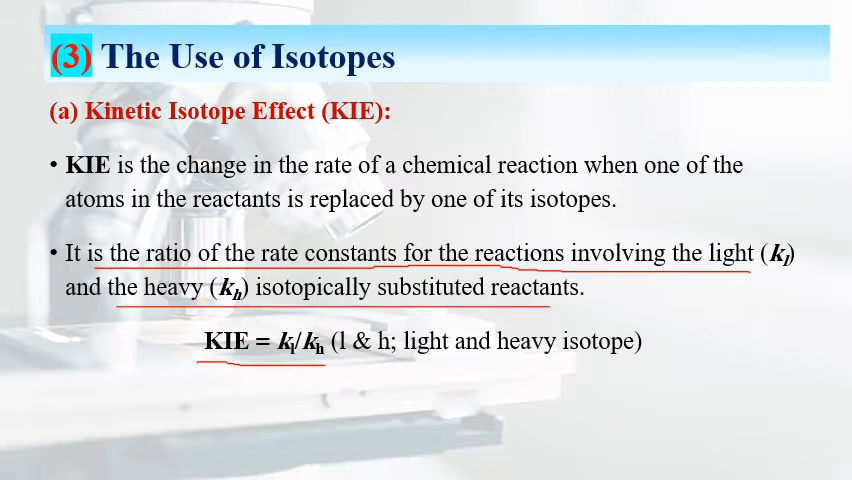 (3) The Use of Isotopes
(a) Kinetic Isotope Effect (KIE):
• KIE is the change in the rate of a chemical reaction when one of the
atoms in the reactants is replaced by one of its isotopes.
• It is the ratio of the rate constants for the reactions involving the light (kl)
and the heavy (kh) isotopically substituted reactants.
KIE = kl/kh (l & h; light and heavy isotope)